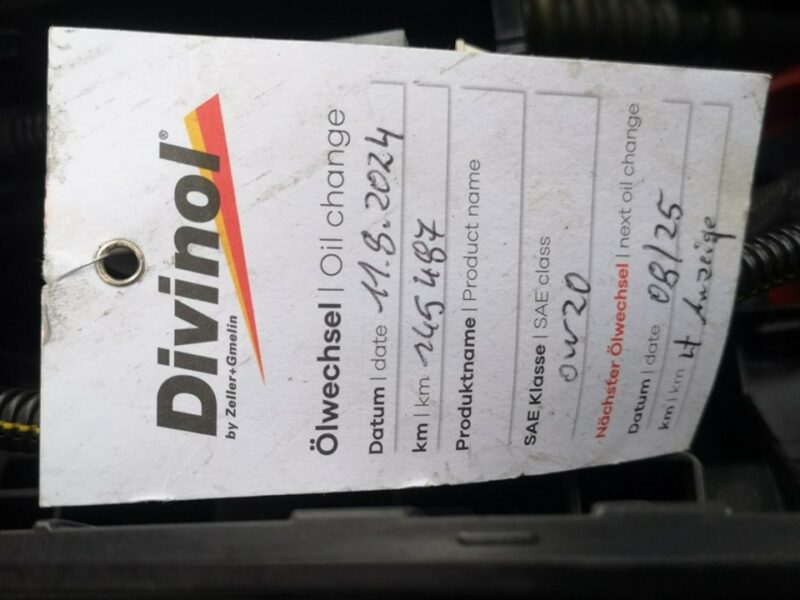 Divinol®
by Zeller+Gmelin
Ölwechsel | Oil change
Datum | date 11.8.2024
km | km 245487
Produktname | Product name
SAE Klasse | SAE class
0W20
Nächster Ölwechsel | next oil change
Datum | date 08/25
km | km lt Anzeige